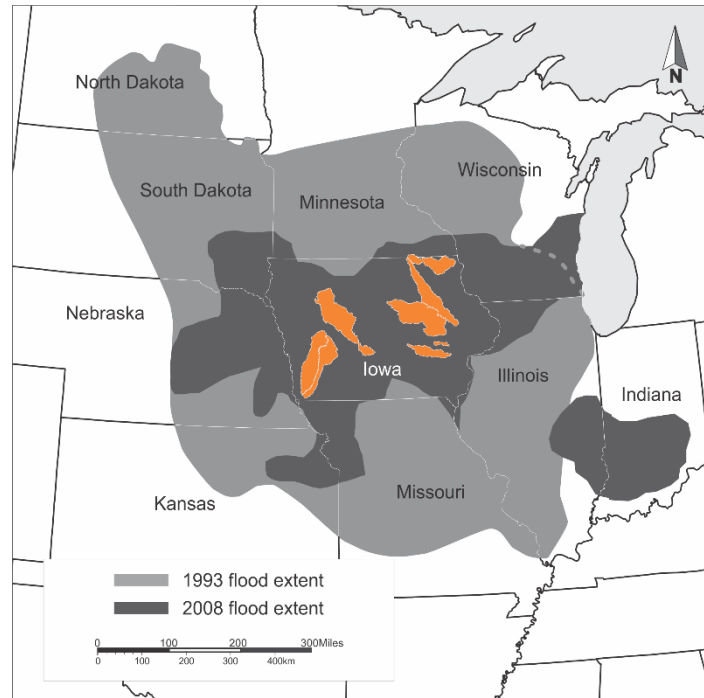 N
North Dakota
Wisconsin
South Dakota
Minnesota
Nebraska
Iowa
Illinois
Indiana
Missouri
Kansas
1993 flood extent
2008 flood extent
0 100 200 300Miles
0 100 200 300 400km